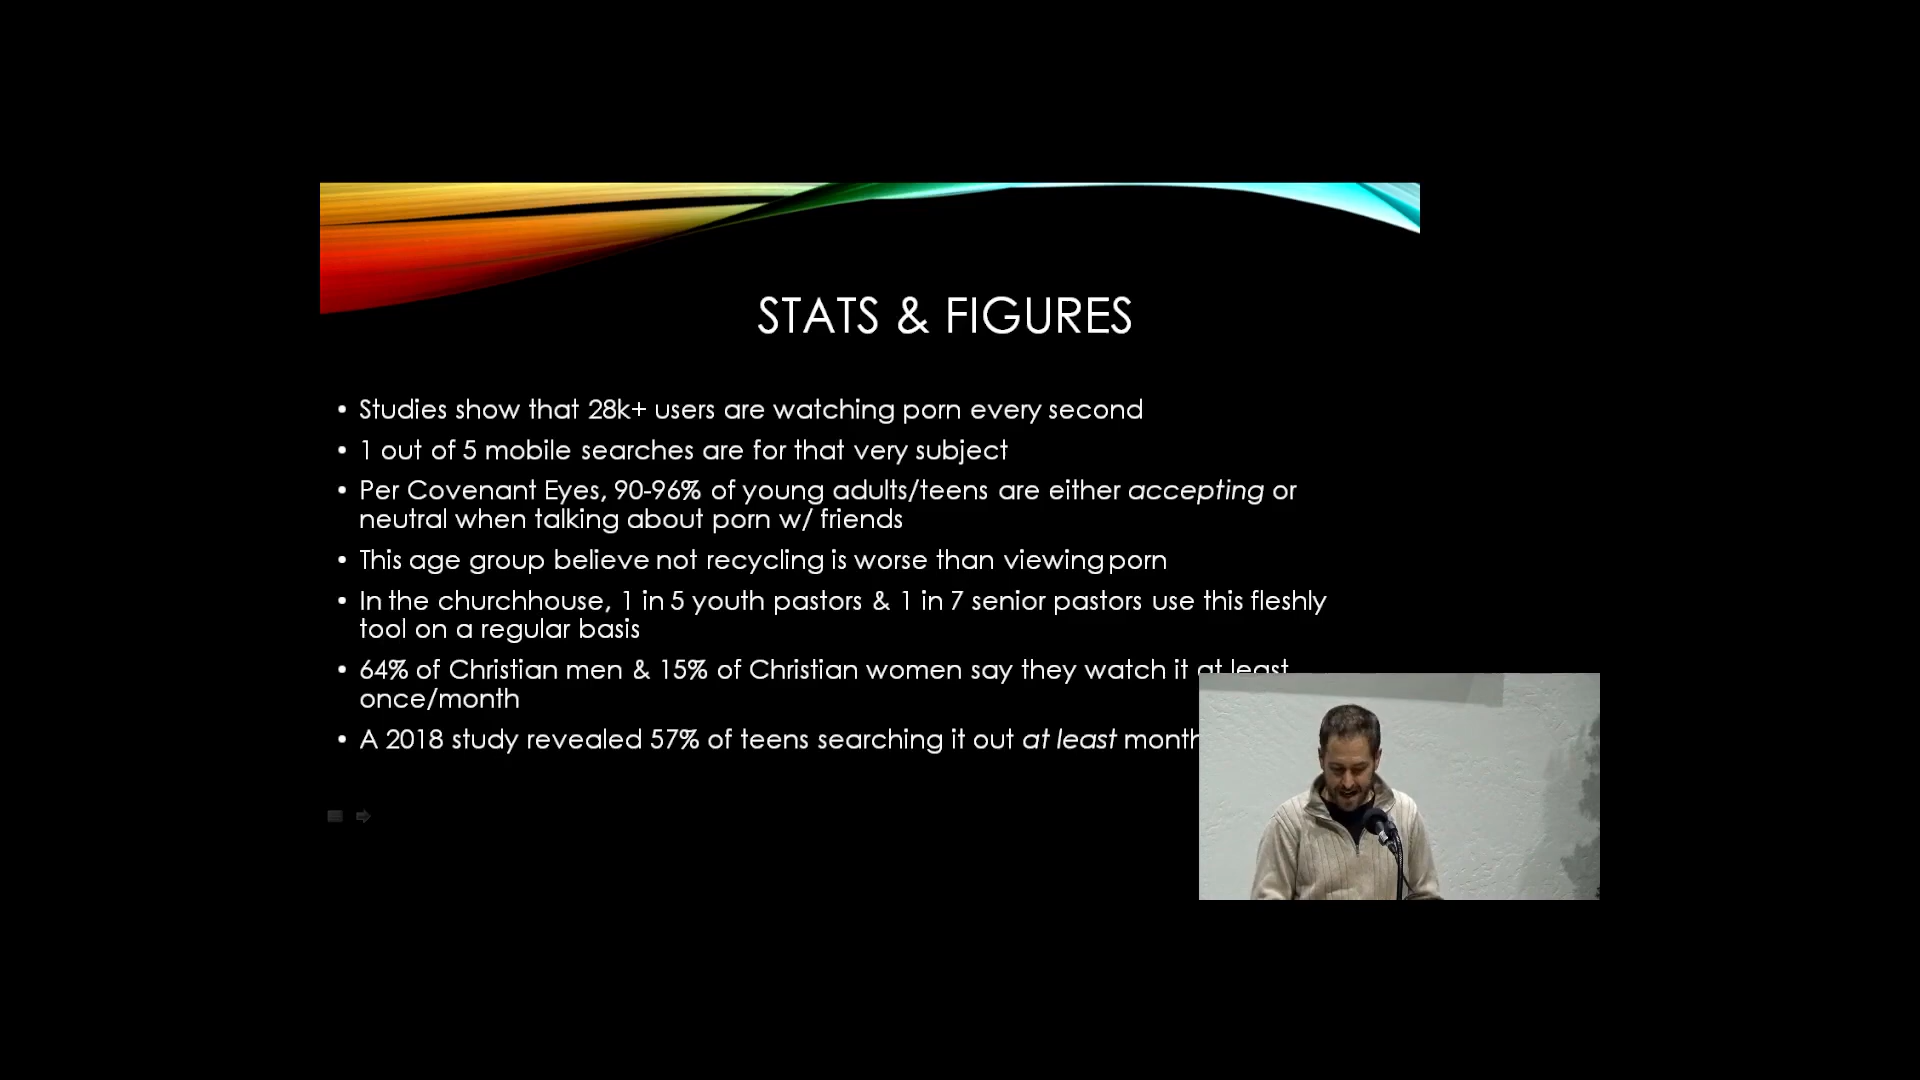 STATS & FIGURES
• Studies show that 28k+ users are watching porn every second
• 1 out of 5 mobile searches are for that very subject
• Per Covenant Eyes, 90-96% of young adults/teens are either accepting or
neutral when talking about porn w/ friends
• This age group believe not recycling is worse than viewing porn
• In the churchhouse, 1 in 5 youth pastors & 1 in 7 senior pastors use this fleshly
tool on a regular basis
• 64% of Christian men & 15% of Christian women say they watch it at least
once/month
• A 2018 study revealed 57% of teens searching it out at least